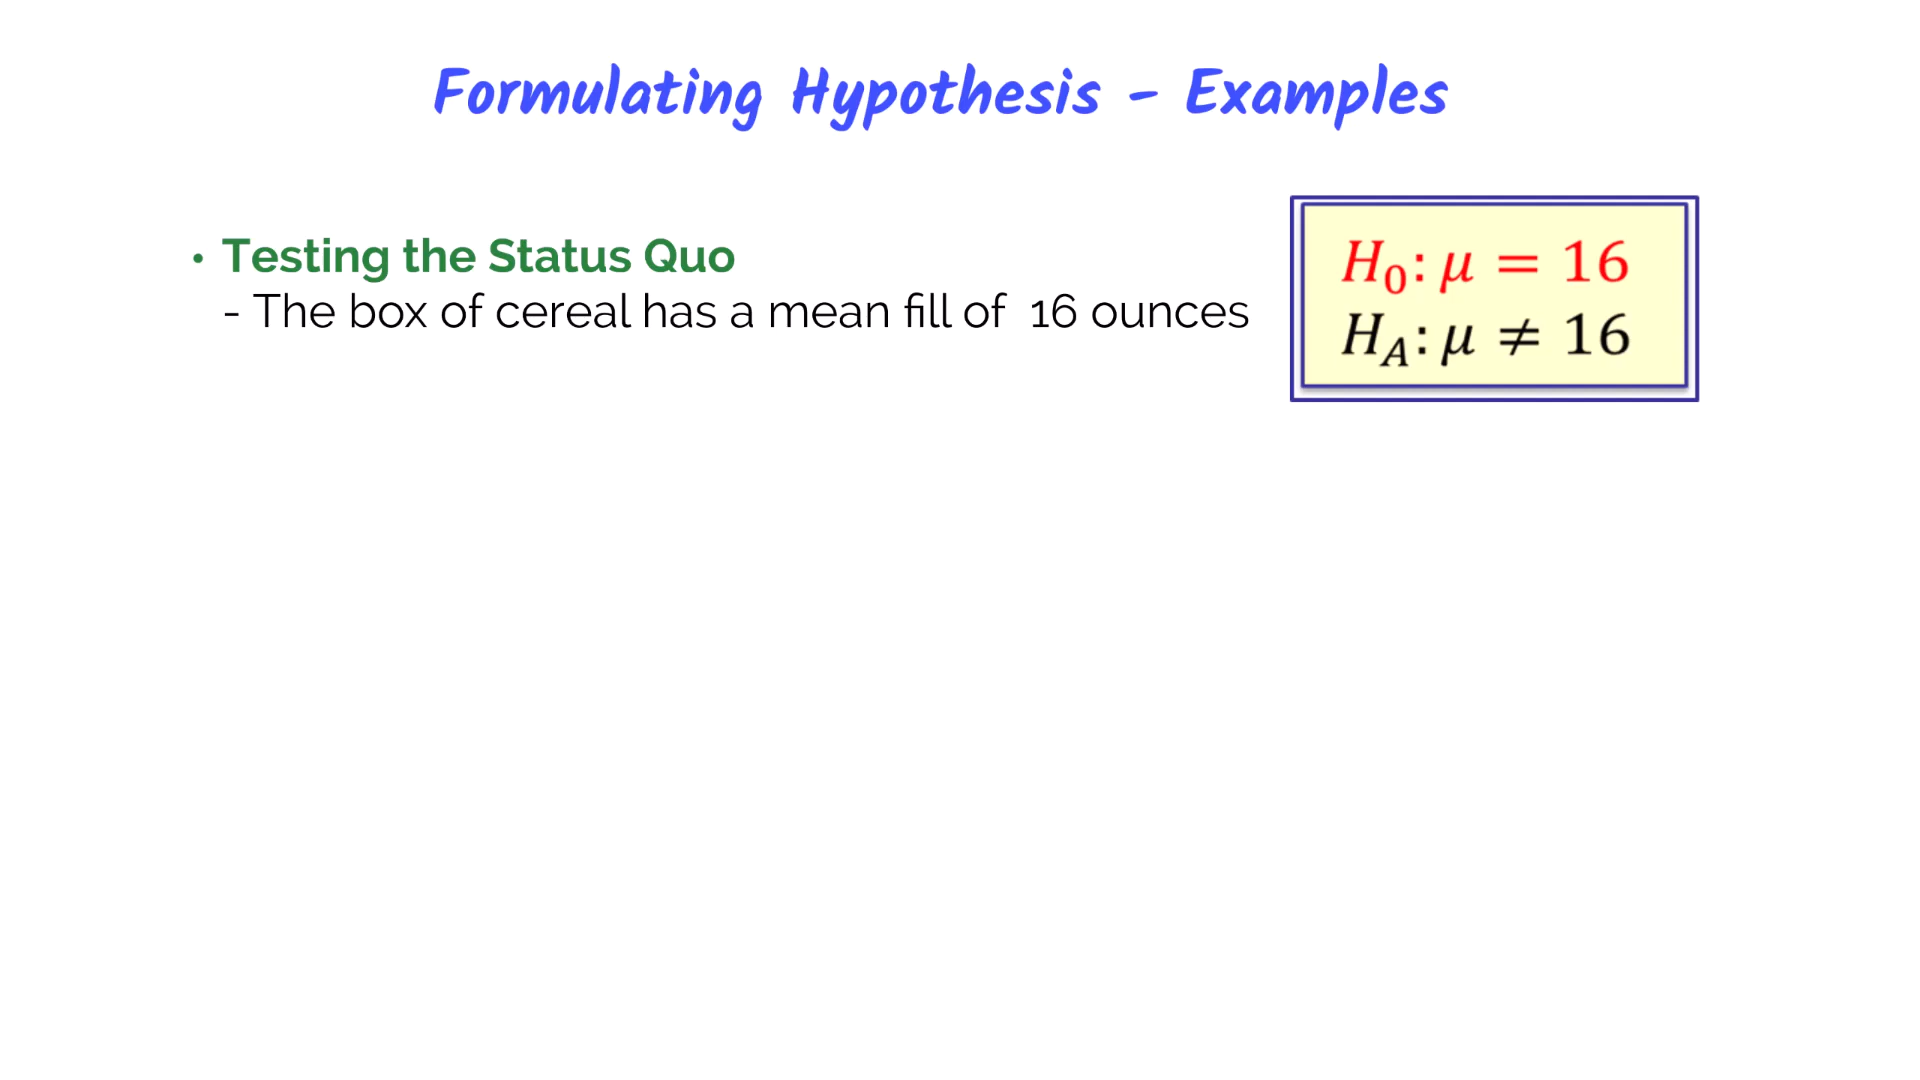 Formulating Hypothesis - Examples
• Testing the Status Quo
- The box of cereal has a mean fill of 16 ounces
H₀: μ = 16
H_A: μ ≠ 16